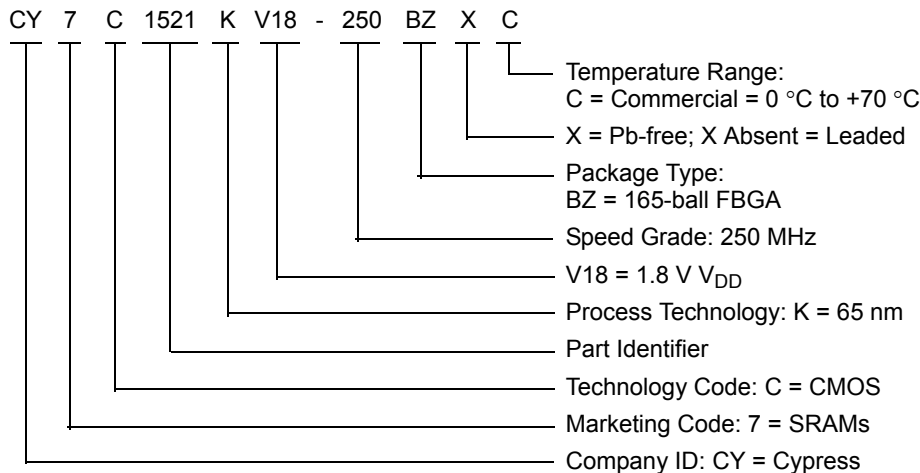 CY 7 C 1521 K V18 - 250 BZ X C
Temperature Range:
C = Commercial = 0 °C to +70 °C
X = Pb-free; X Absent = Leaded
Package Type:
BZ = 165-ball FBGA
Speed Grade: 250 MHz
V18 = 1.8 V VDD
Process Technology: K = 65 nm
Part Identifier
Technology Code: C = CMOS
Marketing Code: 7 = SRAMs
Company ID: CY = Cypress